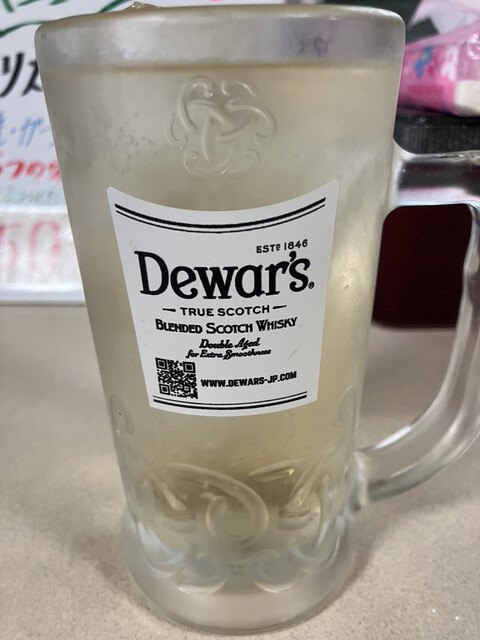 ESTD 1846
Dewar's®
TRUE SCOTCH
BLENDED SCOTCH WHISKY
Double Aged
for Extra Smoothness
WWW.DEWARS-JP.COM